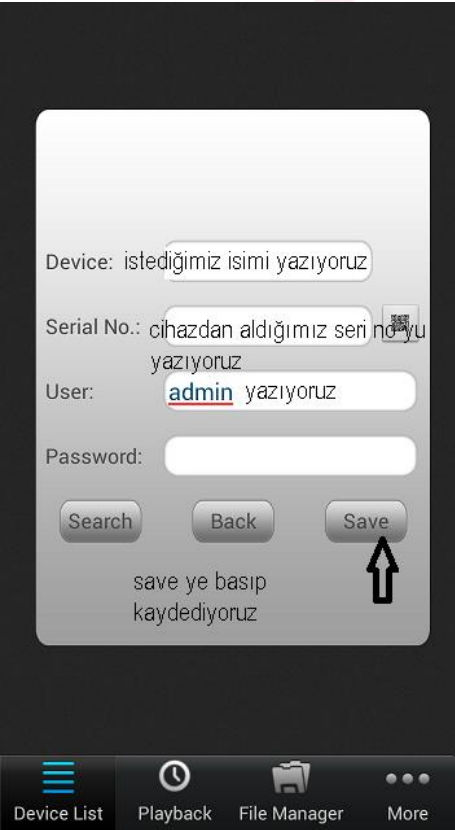 Device: istediğimiz isimi yazıyoruz
Serial No.: cihazdan aldığımız seri no yu
yazıyoruz
User: admin yazıyoruz
Password:
Search Back Save
save ye basıp
kaydediyoruz
Device List Playback File Manager More